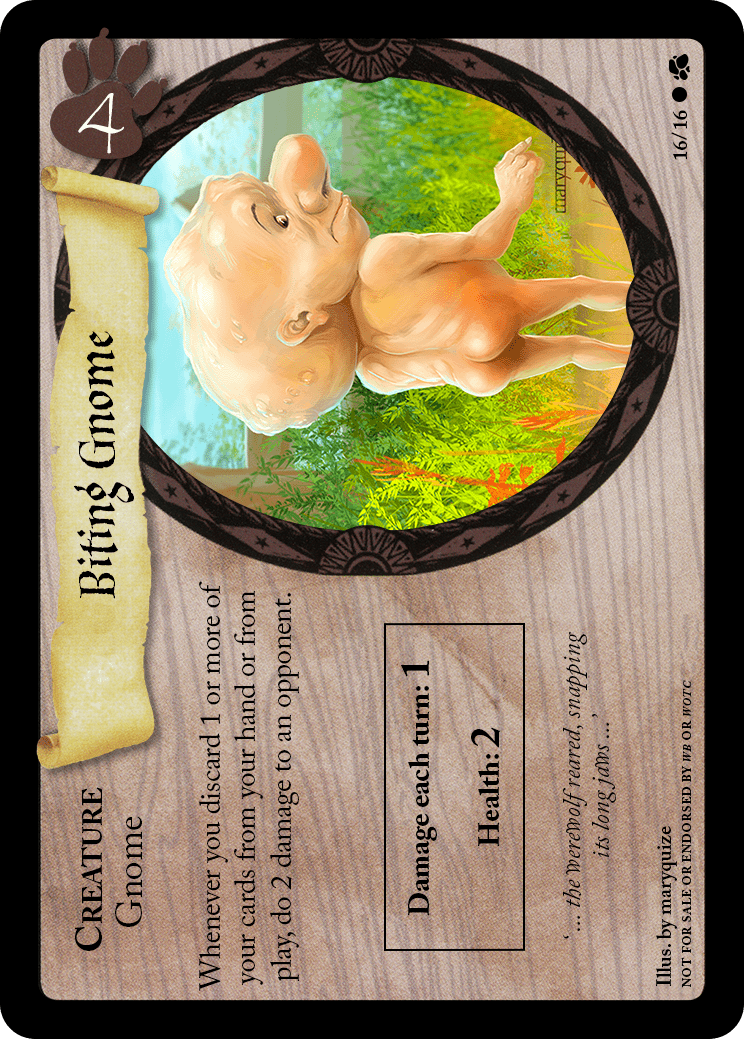 4
Biting Gnome
CREATURE
Gnome
Whenever you discard 1 or more of
your cards from your hand or from
play, do 2 damage to an opponent.
Damage each turn: 1
Health: 2
‘... the werewolf reared, snapping
its long jaws ...’
Illus. by maryquize
NOT FOR SALE OR ENDORSED BY WB OR WOTC
16/16